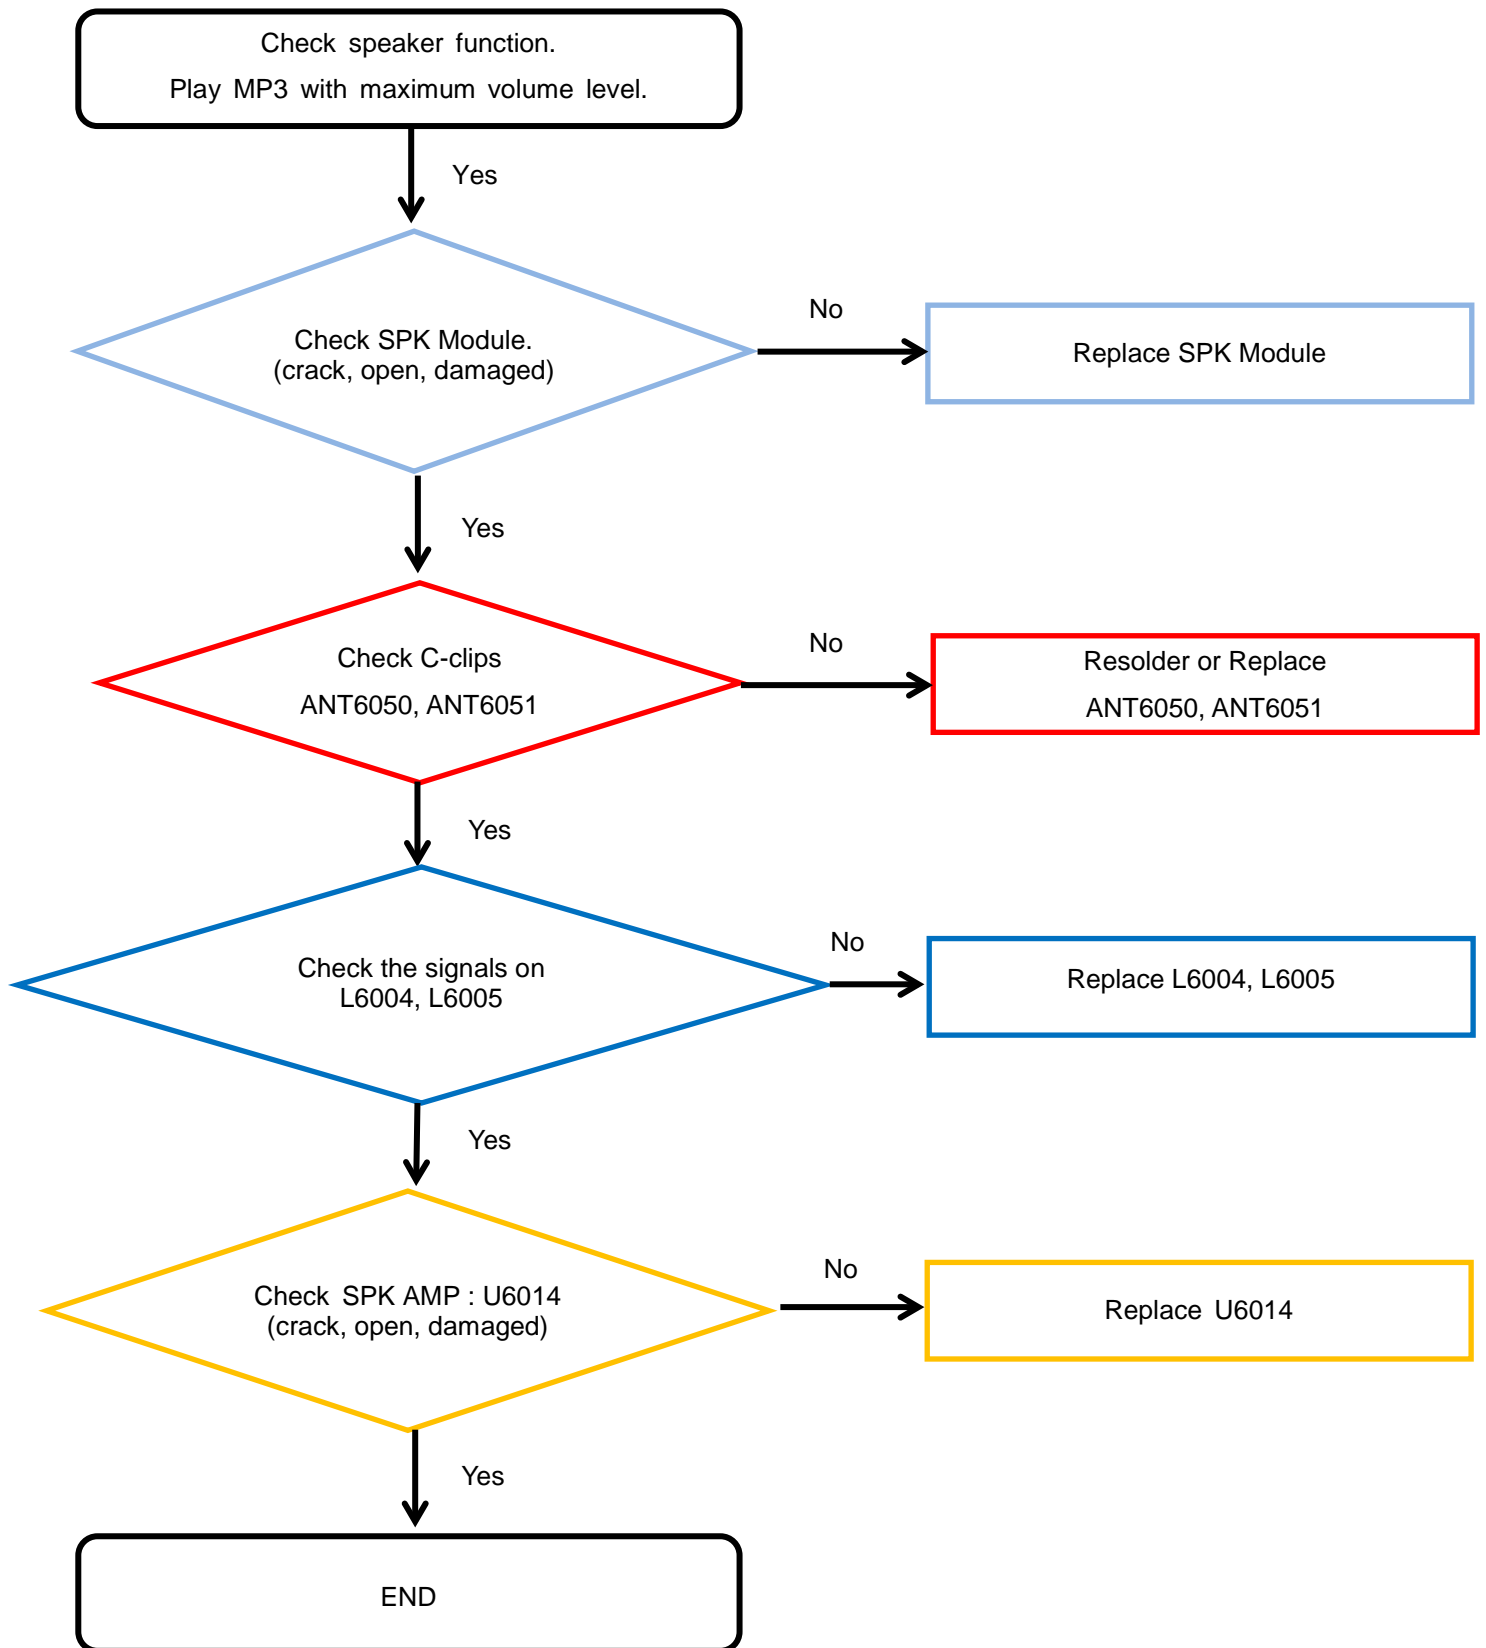 Check speaker function.
Play MP3 with maximum volume level.
Yes
Check SPK Module.
(crack, open, damaged)
No
Replace SPK Module
Yes
Check C-clips
ANT6050, ANT6051
No
Resolder or Replace
ANT6050, ANT6051
Yes
Check the signals on
L6004, L6005
No
Replace L6004, L6005
Yes
Check SPK AMP : U6014
(crack, open, damaged)
No
Replace U6014
Yes
END